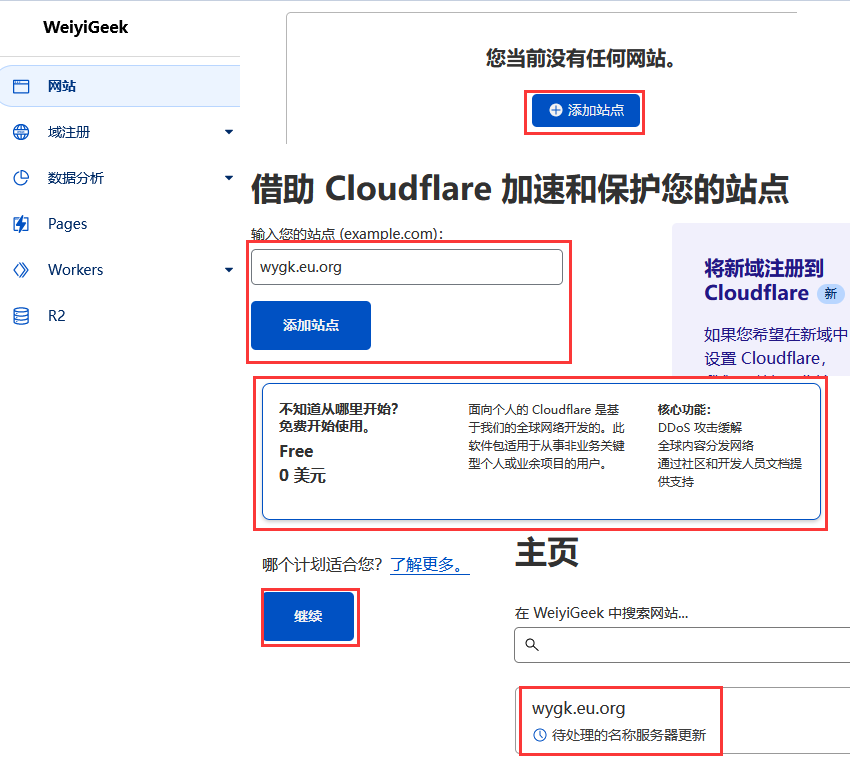 WeiyiGeek
网站
域注册
数据分析
Pages
Workers
R2
您当前没有任何网站。
添加站点
借助 Cloudflare 加速和保护您的站点
输入您的站点 (example.com):
wygk.eu.org
添加站点
将新域注册到
Cloudflare 新
如果您希望在新域中
设置 Cloudflare，
不知道从哪里开始？
免费开始使用。
Free
0 美元
面向个人的 Cloudflare 是基
于我们的全球网络开发的。此
软件包适用于从事非业务关键
型个人或业余项目的用户。
核心功能：
DDoS 攻击缓解
全球内容分发网络
通过社区和开发人员文档提
供支持
哪个计划适合您？了解更多。
继续
主页
在 WeiyiGeek 中搜索网站...
wygk.eu.org
待处理的名称服务器更新